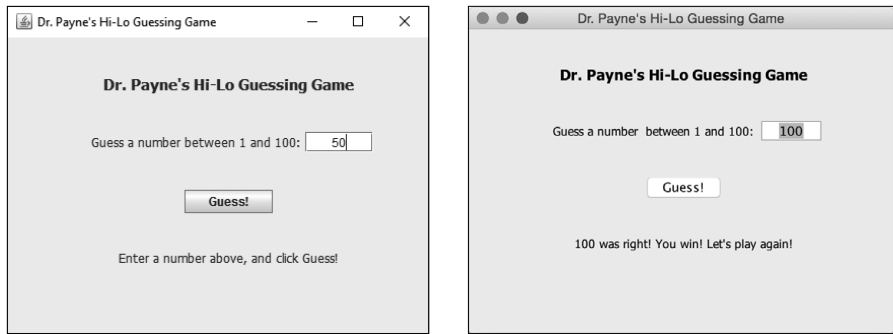 Dr. Payne's Hi-Lo Guessing Game
Dr. Payne's Hi-Lo Guessing Game
Guess a number between 1 and 100: 50
Guess!
Enter a number above, and click Guess!
Dr. Payne's Hi-Lo Guessing Game
Dr. Payne's Hi-Lo Guessing Game
Guess a number between 1 and 100: 100
Guess!
100 was right! You win! Let's play again!